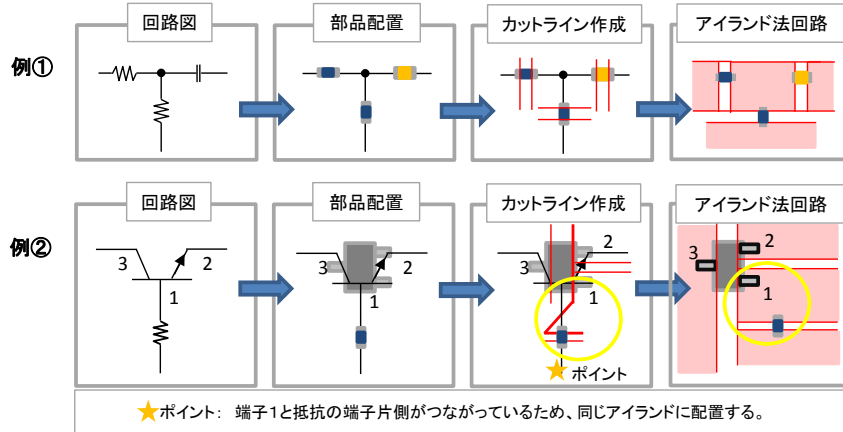 回路図
部品配置
カットライン作成
アイランド法回路
例①
回路図
部品配置
カットライン作成
アイランド法回路
例②
3
2
1
3
2
1
3
2
1
ポイント
3
2
1
ポイント: 端子1と抵抗の端子片側がつながっているため、同じアイランドに配置する。